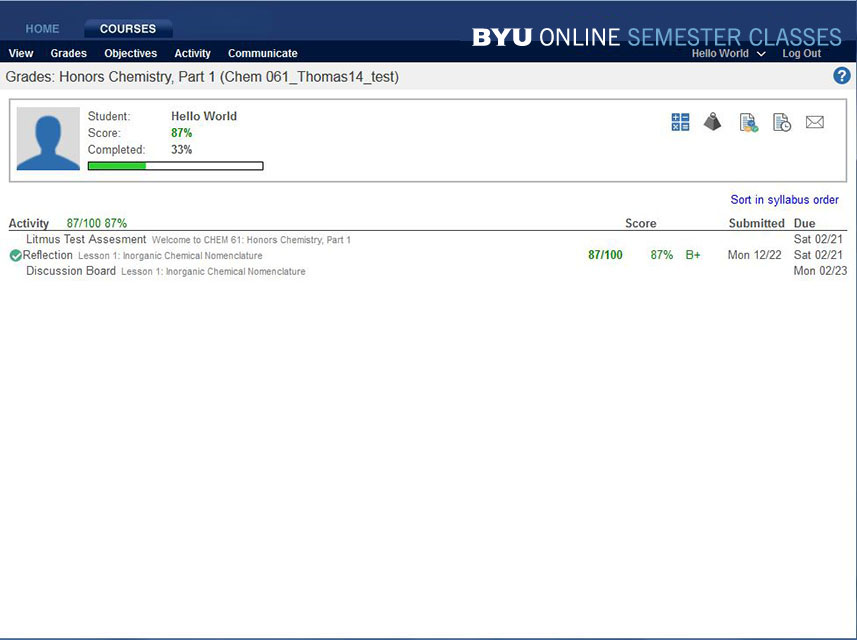 HOME COURSES
BYU ONLINE SEMESTER CLASSES
View Grades Objectives Activity Communicate Hello World Log Out
Grades: Honors Chemistry, Part 1 (Chem 061_Thomas14_test) ?
Student: Hello World
Score: 87%
Completed: 33%
Sort in syllabus order
Activity 87/100 87% Score Submitted Due
Litmus Test Assesment Welcome to CHEM 61: Honors Chemistry, Part 1 Sat 02/21
Reflection Lesson 1: Inorganic Chemical Nomenclature 87/100 87% B+ Mon 12/22 Sat 02/21
Discussion Board Lesson 1: Inorganic Chemical Nomenclature Mon 02/23